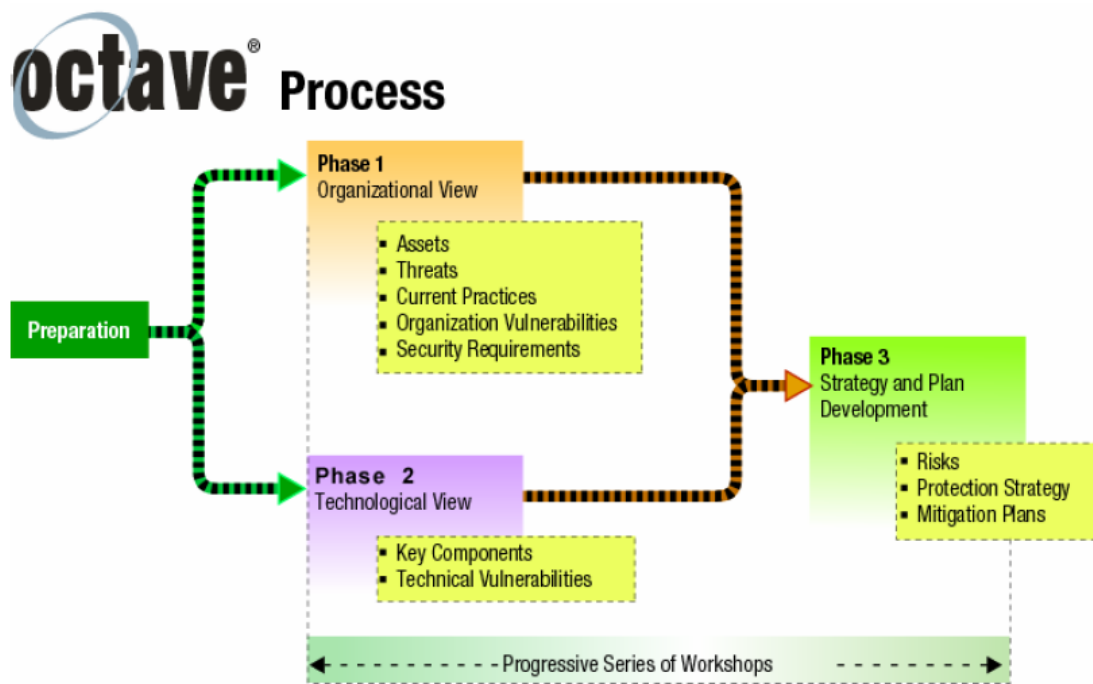 octave® Process
Phase 1
Organizational View
▪ Assets
▪ Threats
▪ Current Practices
▪ Organization Vulnerabilities
▪ Security Requirements
Preparation
Phase 3
Strategy and Plan
Development
▪ Risks
▪ Protection Strategy
▪ Mitigation Plans
Phase 2
Technological View
▪ Key Components
▪ Technical Vulnerabilities
Progressive Series of Workshops